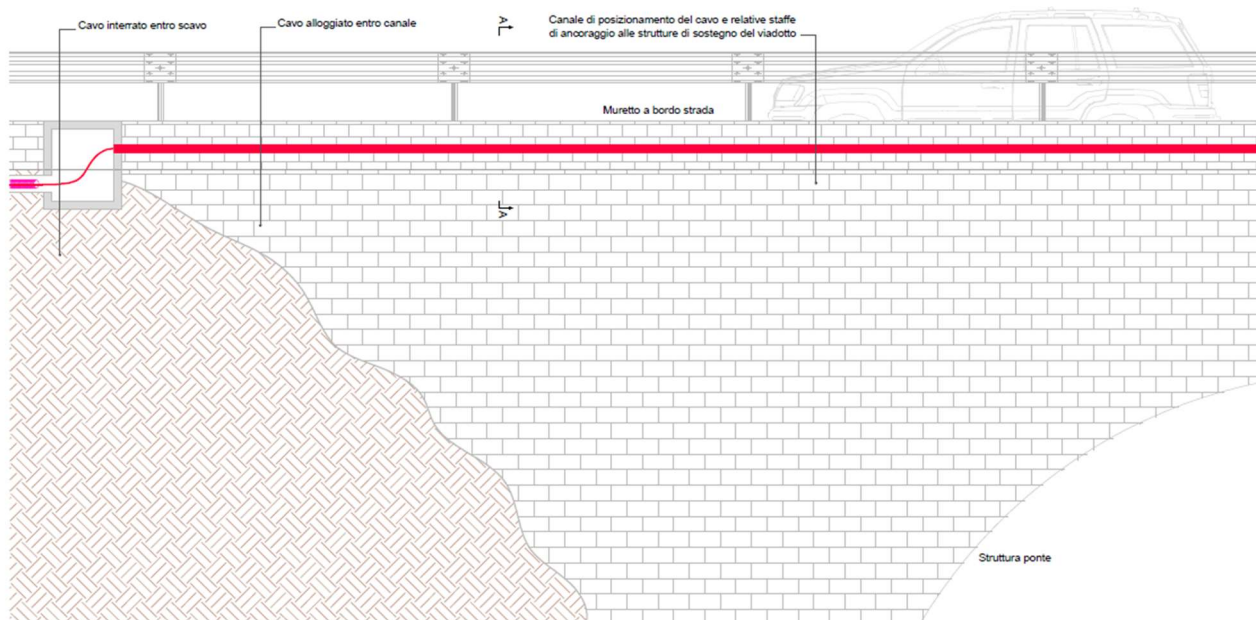 Cavo interrato entro scavo
Cavo alloggiato entro canale
A
Canale di posizionamento del cavo e relative staffe
di ancoraggio alle strutture di sostegno del viadotto
Muretto a bordo strada
A
Struttura ponte